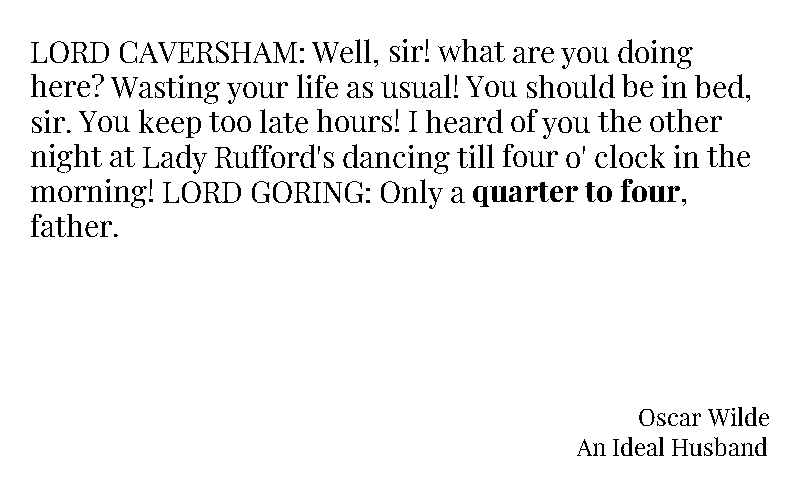 LORD CAVERSHAM: Well, sir! what are you doing
here? Wasting your life as usual! You should be in bed,
sir. You keep too late hours! I heard of you the other
night at Lady Rufford's dancing till four o' clock in the
morning! LORD GORING: Only a quarter to four,
father.
Oscar Wilde
An Ideal Husband